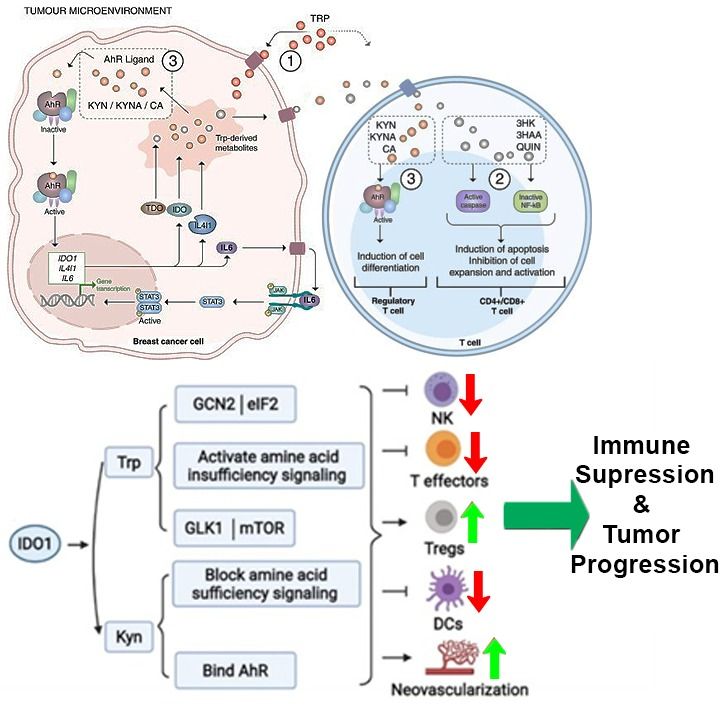 TUMOUR MICROENVIRONMENT
TRP
1
AhR Ligand
3
KYN / KYNA / CA
AhR
Inactive
Trp-derived
metabolites
AhR
Active
TDO
IDO
IL4I1
IL6
IDO1
IL4I1
IL6
Gene
transcription
STAT3
STAT3
Active
STAT3
JAK
JAK
IL6
Breast cancer cell
KYN
KYNA
CA
3HK
3HAA
QUIN
3
2
AhR
Active
Active
caspase
Inactive
NF-kB
Induction of cell
differentiation
Induction of apoptosis
Inhibition of cell
expansion and activation
Regulatory
T cell
CD4+/CD8+
T cell
T cell
IDO1
Trp
Kyn
GCN2 | eIF2
Activate amino acid
insufficiency signaling
GLK1 | mTOR
Block amino acid
sufficiency signaling
Bind AhR
NK
T effectors
Tregs
DCs
Neovascularization
Immune
Supression
&
Tumor
Progression